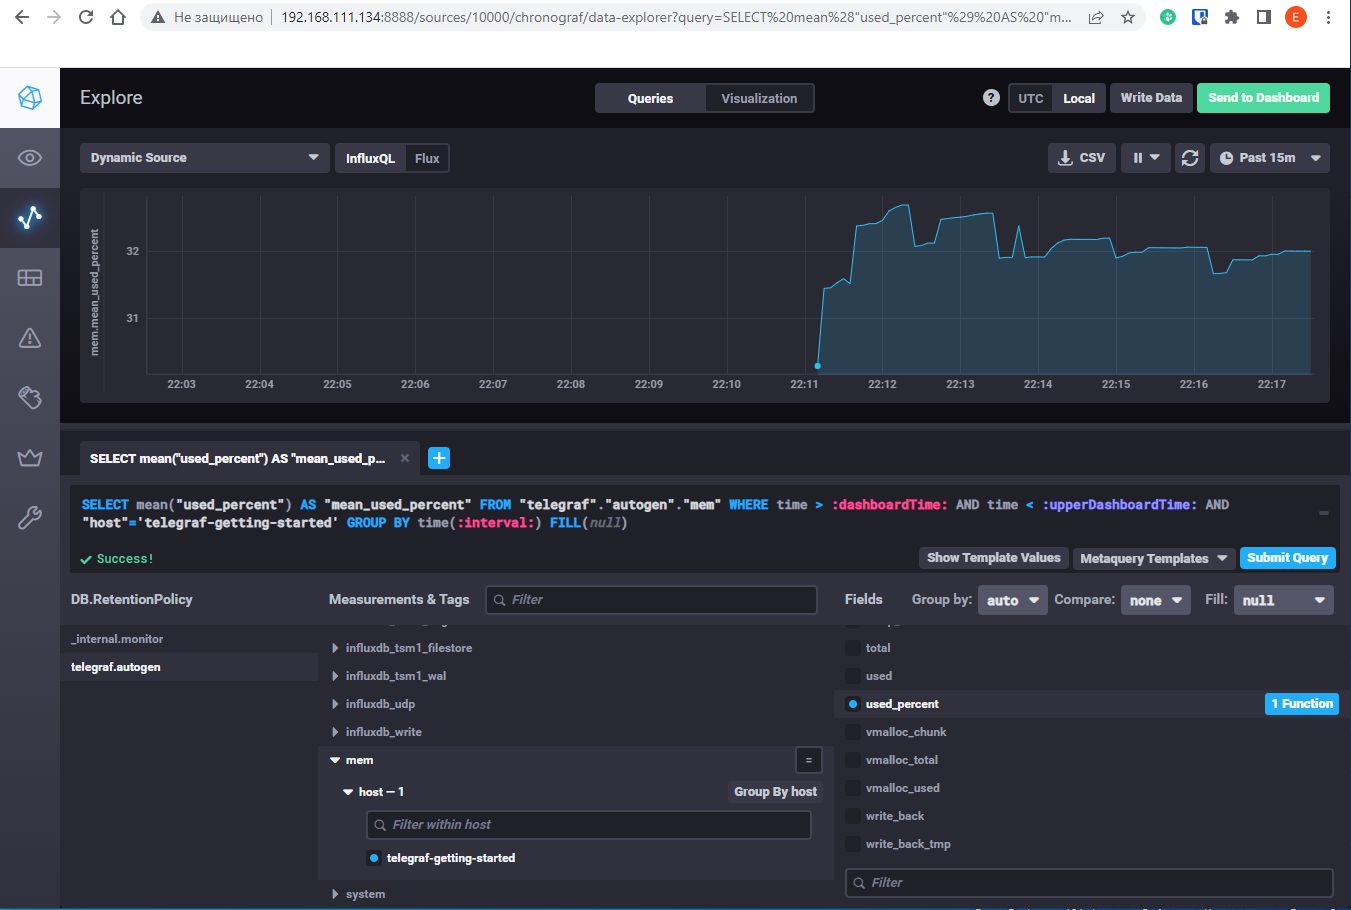 Не защищено 192.168.111.134:8888/sources/10000/chronograf/data-explorer?query=SELECT%20mean%28"used_percent"%29%20AS%20"m...
E
Explore
Queries Visualization
? UTC Local Write Data Send to Dashboard
Dynamic Source InfluxQL Flux CSV Past 15m
mem.mean_used_percent
32
31
22:03 22:04 22:05 22:06 22:07 22:08 22:09 22:10 22:11 22:12 22:13 22:14 22:15 22:16 22:17
SELECT mean("used_percent") AS "mean_used_p...
SELECT mean("used_percent") AS "mean_used_percent" FROM "telegraf"."autogen"."mem" WHERE time > :dashboardTime: AND time < :upperDashboardTime: AND
"host"='telegraf-getting-started' GROUP BY time(:interval:) FILL(null)
Success! Show Template Values Metaquery Templates Submit Query
DB.RetentionPolicy Measurements & Tags Filter Fields Group by: auto Compare: none Fill: null
_internal.monitor
telegraf.autogen
influxdb_tsm1_filestore
influxdb_tsm1_wal
influxdb_udp
influxdb_write
mem =
host – 1 Group By host
Filter within host
telegraf-getting-started
system
total
used
used_percent 1 Function
vmalloc_chunk
vmalloc_total
vmalloc_used
write_back
write_back_tmp
Filter